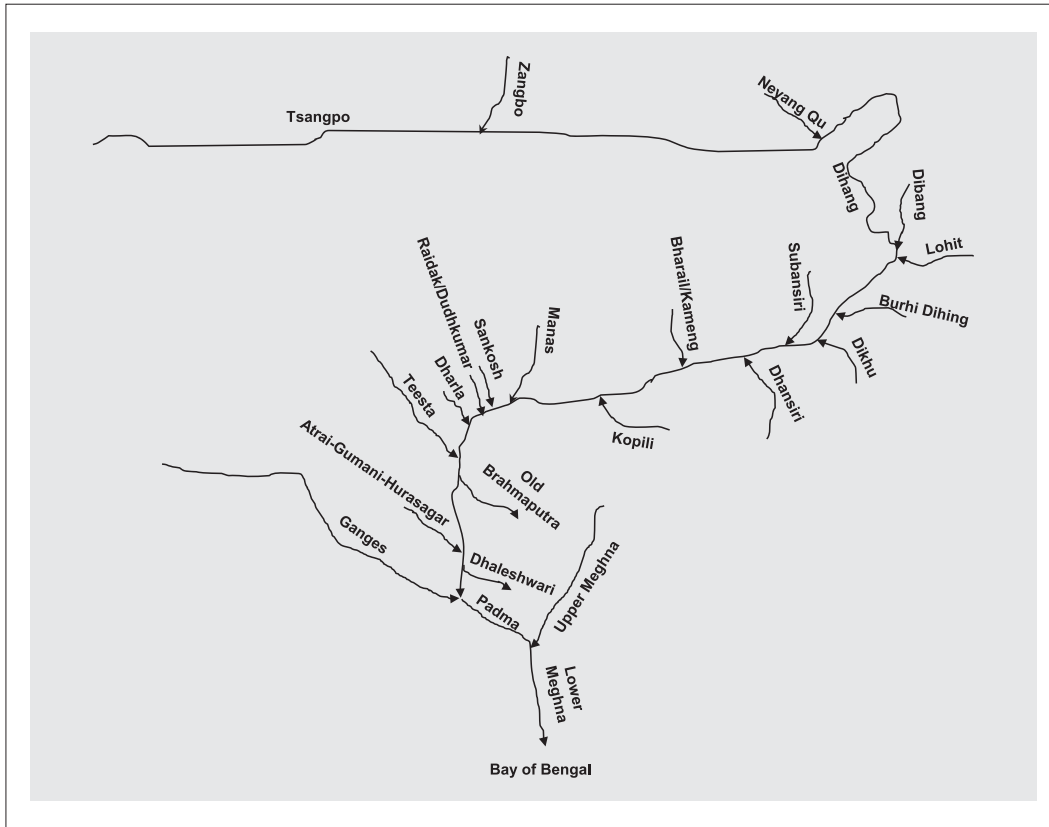 Zangbo
Tsangpo
Neyang Qu
Dihang
Dibang
Lohit
Burhi Dihing
Dikhu
Subansiri
Dhansiri
Bharail/Kameng
Kopili
Manas
Sankosh
Raidak/Dudhkumar
Dharla
Teesta
Old
Brahmaputra
Atrai-Gumani-Hurasagar
Ganges
Dhaleshwari
Padma
Upper Meghna
Lower
Meghna
Bay of Bengal